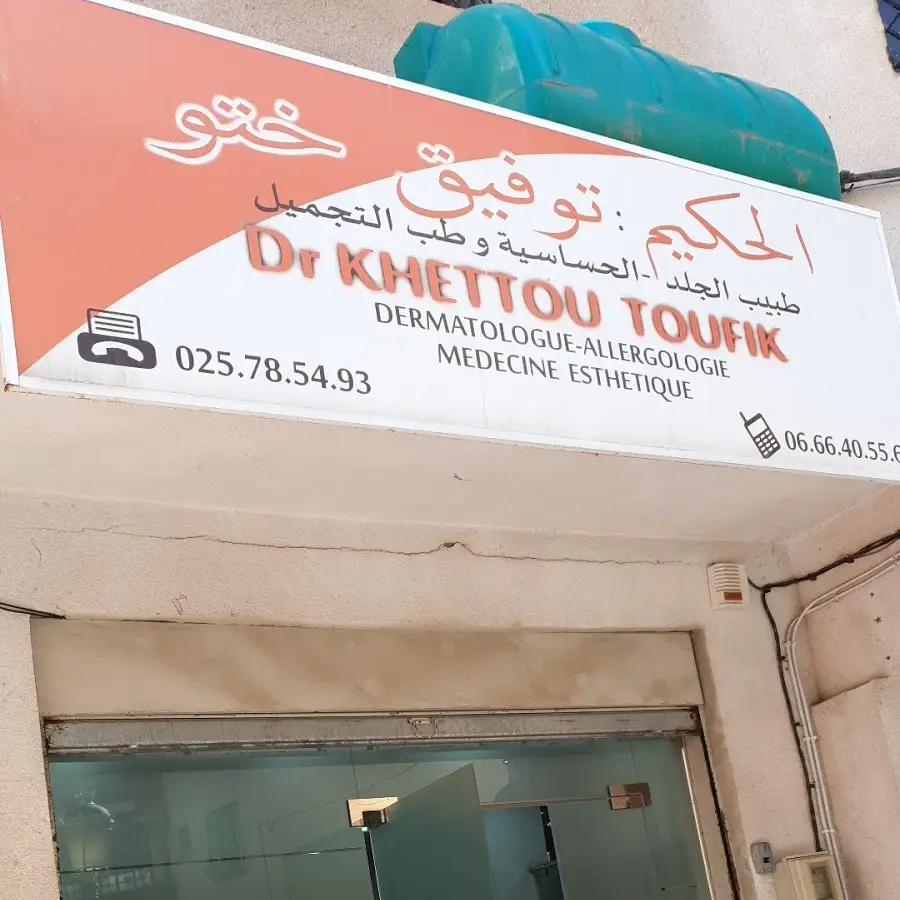 الحكيم : توفيق ختو
طبيب الجلد -الحساسية و طب التجميل
Dr KHETTOU TOUFIK
DERMATOLOGUE-ALLERGOLOGIE
MEDECINE ESTHETIQUE
025.78.54.93
06.66.40.55.6